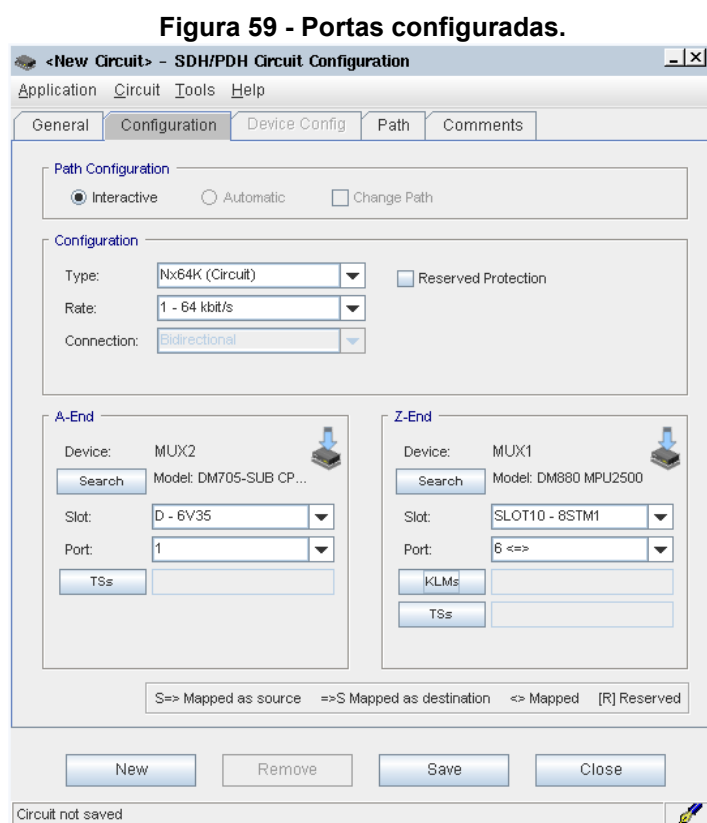 Figura 59 - Portas configuradas.
<New Circuit> - SDH/PDH Circuit Configuration
Application Circuit Tools Help
General Configuration Device Config Path Comments
Path Configuration
Interactive Automatic Change Path
Configuration
Type: Nx64K (Circuit) Reserved Protection
Rate: 1 - 64 kbit/s
Connection: Bidirectional
A-End
Device: MUX2
Search Model: DM705-SUB CP...
Slot: D - 6V35
Port: 1
TSs
Z-End
Device: MUX1
Search Model: DM880 MPU2500
Slot: SLOT10 - 8STM1
Port: 6 <=>
KLMs
TSs
S=> Mapped as source =>S Mapped as destination <> Mapped [R] Reserved
New Remove Save Close
Circuit not saved